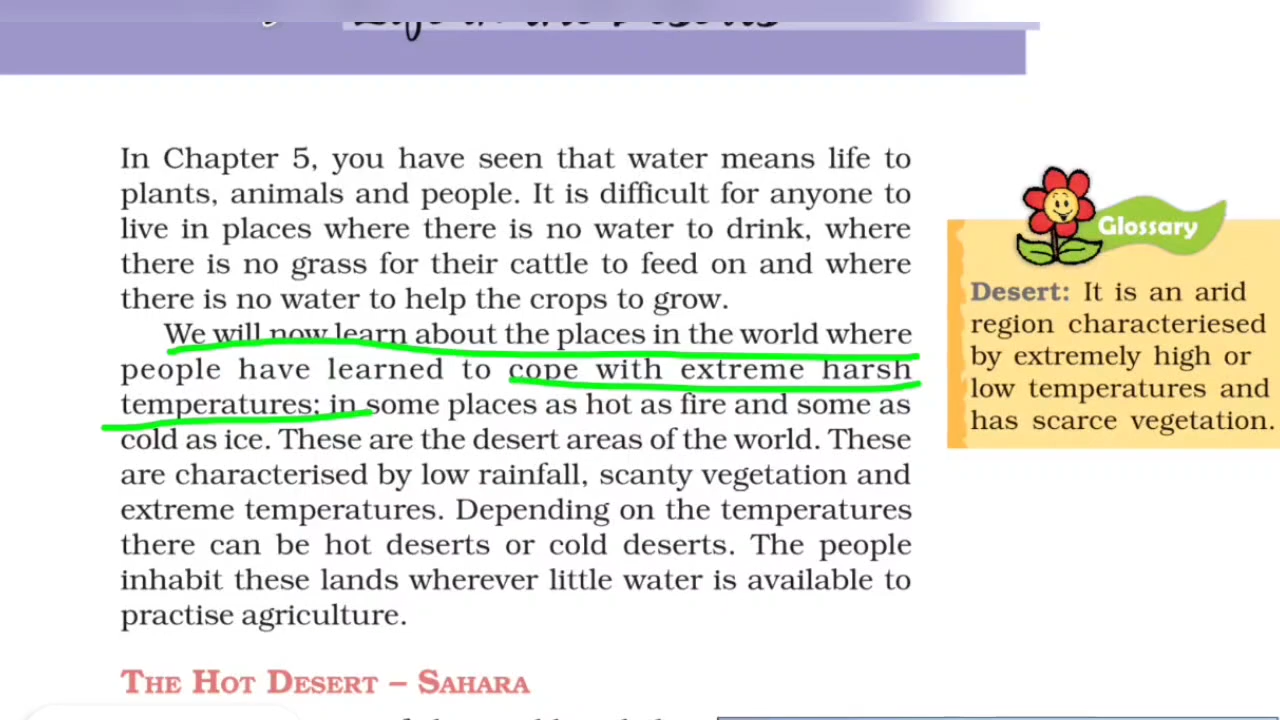 Life in the Deserts
In Chapter 5, you have seen that water means life to
plants, animals and people. It is difficult for anyone to
live in places where there is no water to drink, where
there is no grass for their cattle to feed on and where
there is no water to help the crops to grow.
We will now learn about the places in the world where
people have learned to cope with extreme harsh
temperatures; in some places as hot as fire and some as
cold as ice. These are the desert areas of the world. These
are characterised by low rainfall, scanty vegetation and
extreme temperatures. Depending on the temperatures
there can be hot deserts or cold deserts. The people
inhabit these lands wherever little water is available to
practise agriculture.
The Hot Desert – Sahara
Glossary
Desert: It is an arid
region characteriesed
by extremely high or
low temperatures and
has scarce vegetation.